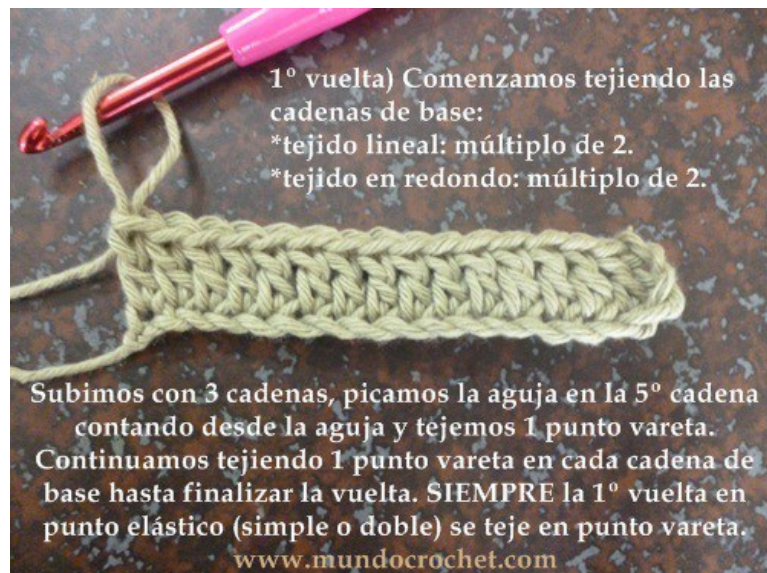 1º vuelta) Comenzamos tejiendo las
cadenas de base:
*tejido lineal: múltiplo de 2.
*tejido en redondo: múltiplo de 2.
Subimos con 3 cadenas, picamos la aguja en la 5º cadena
contando desde la aguja y tejemos 1 punto vareta.
Continuamos tejiendo 1 punto vareta en cada cadena de
base hasta finalizar la vuelta. SIEMPRE la 1º vuelta en
punto elástico (simple o doble) se teje en punto vareta.
www.mundocrochet.com